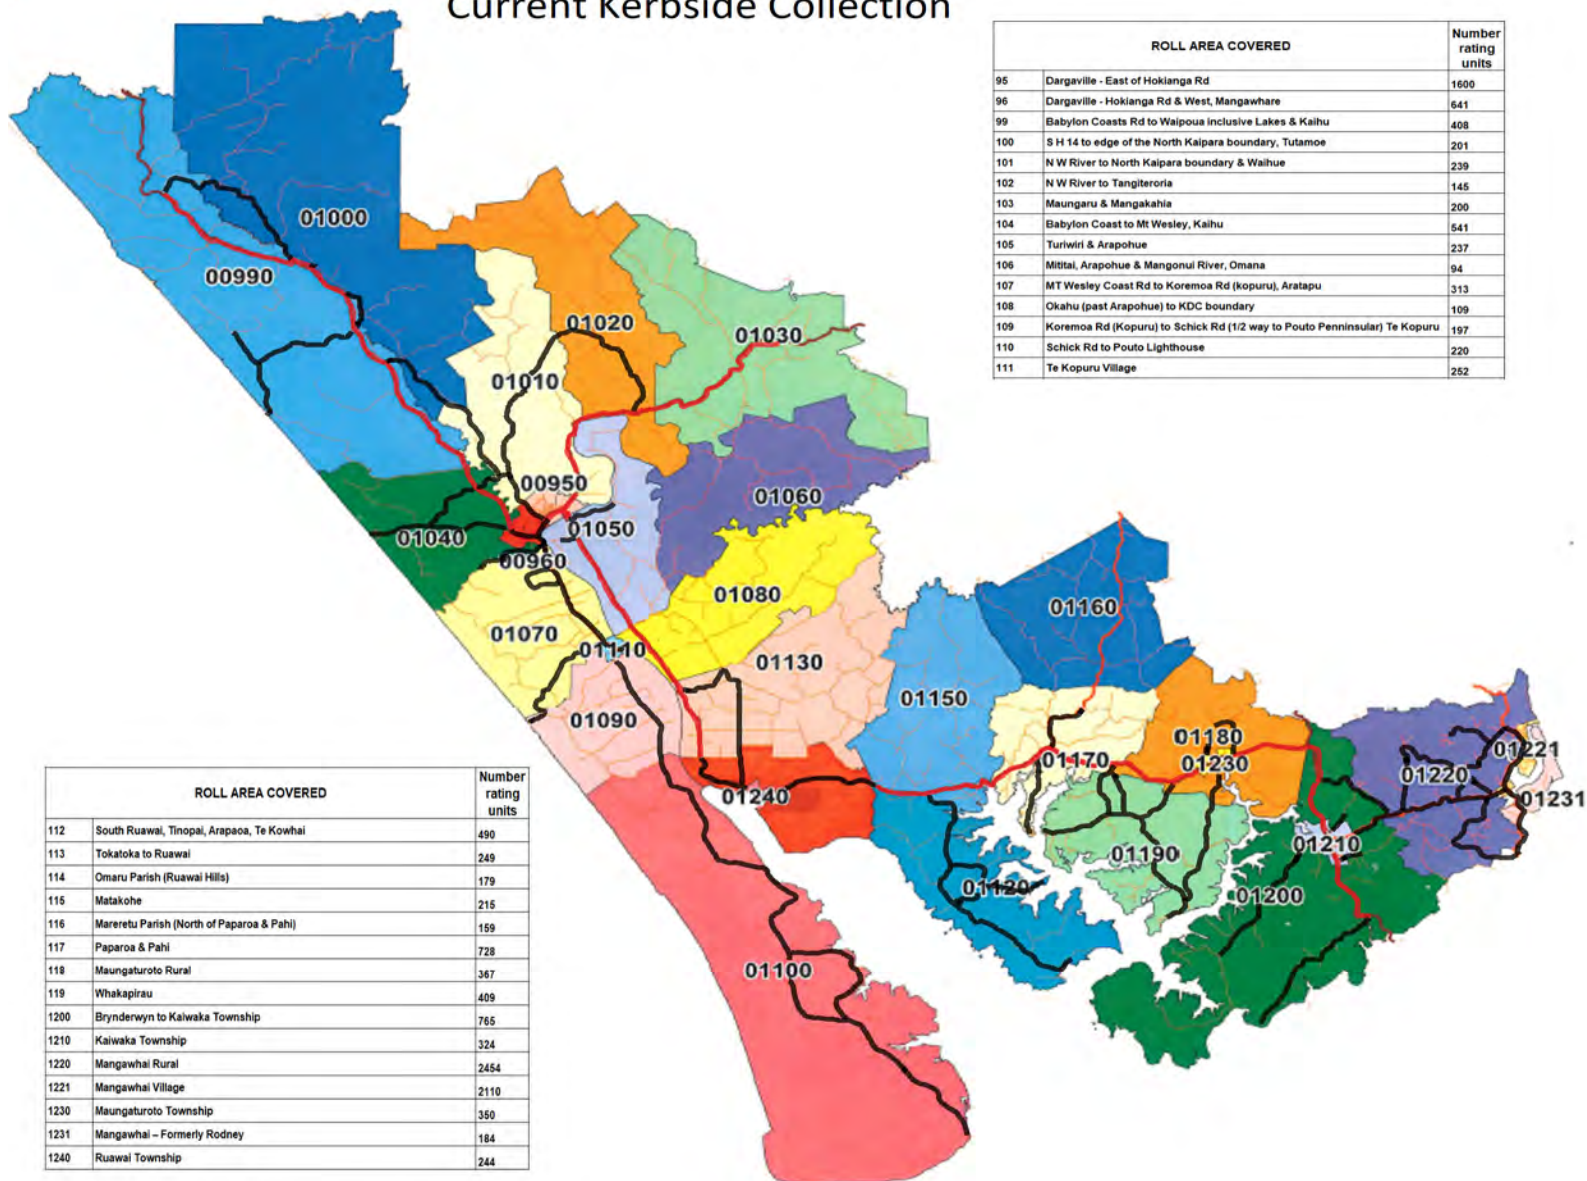 Current Kerbside Collection
ROLL AREA COVERED Number rating units
95 Dargaville - East of Hokianga Rd 1600
96 Dargaville - Hokianga Rd & West, Mangawhare 641
99 Babylon Coasts Rd to Waipoua inclusive Lakes & Kaihu 408
100 S H 14 to edge of the North Kaipara boundary, Tutamoe 201
101 N W River to North Kaipara boundary & Waihue 239
102 N W River to Tangiteroria 145
103 Maungaru & Mangakahia 200
104 Babylon Coast to Mt Wesley, Kaihu 541
105 Turiwiri & Arapohue 237
106 Mititai, Arapohue & Mangonui River, Omana 94
107 MT Wesley Coast Rd to Koremoa Rd (kopuru), Aratapu 313
108 Okahu (past Arapohue) to KDC boundary 109
109 Koremoa Rd (Kopuru) to Schick Rd (1/2 way to Pouto Penninsular) Te Kopuru 197
110 Schick Rd to Pouto Lighthouse 220
111 Te Kopuru Village 252
01000
00990
01020
01030
01010
00950
01060
01050
01040
00960
01080
01160
01070
01110
01130
01150
01090
01180
01221
01170
01230
01220
01240
01231
01210
01190
01120
01200
01100
ROLL AREA COVERED Number rating units
112 South Ruawai, Tinopai, Arapaoa, Te Kowhai 490
113 Tokatoka to Ruawai 249
114 Omaru Parish (Ruawai Hills) 179
115 Matakohe 215
116 Mareretu Parish (North of Paparoa & Pahi) 159
117 Paparoa & Pahi 728
118 Maungaturoto Rural 367
119 Whakapirau 409
1200 Brynderwyn to Kaiwaka Township 765
1210 Kaiwaka Township 324
1220 Mangawhai Rural 2454
1221 Mangawhai Village 2110
1230 Maungaturoto Township 350
1231 Mangawhai – Formerly Rodney 184
1240 Ruawai Township 244